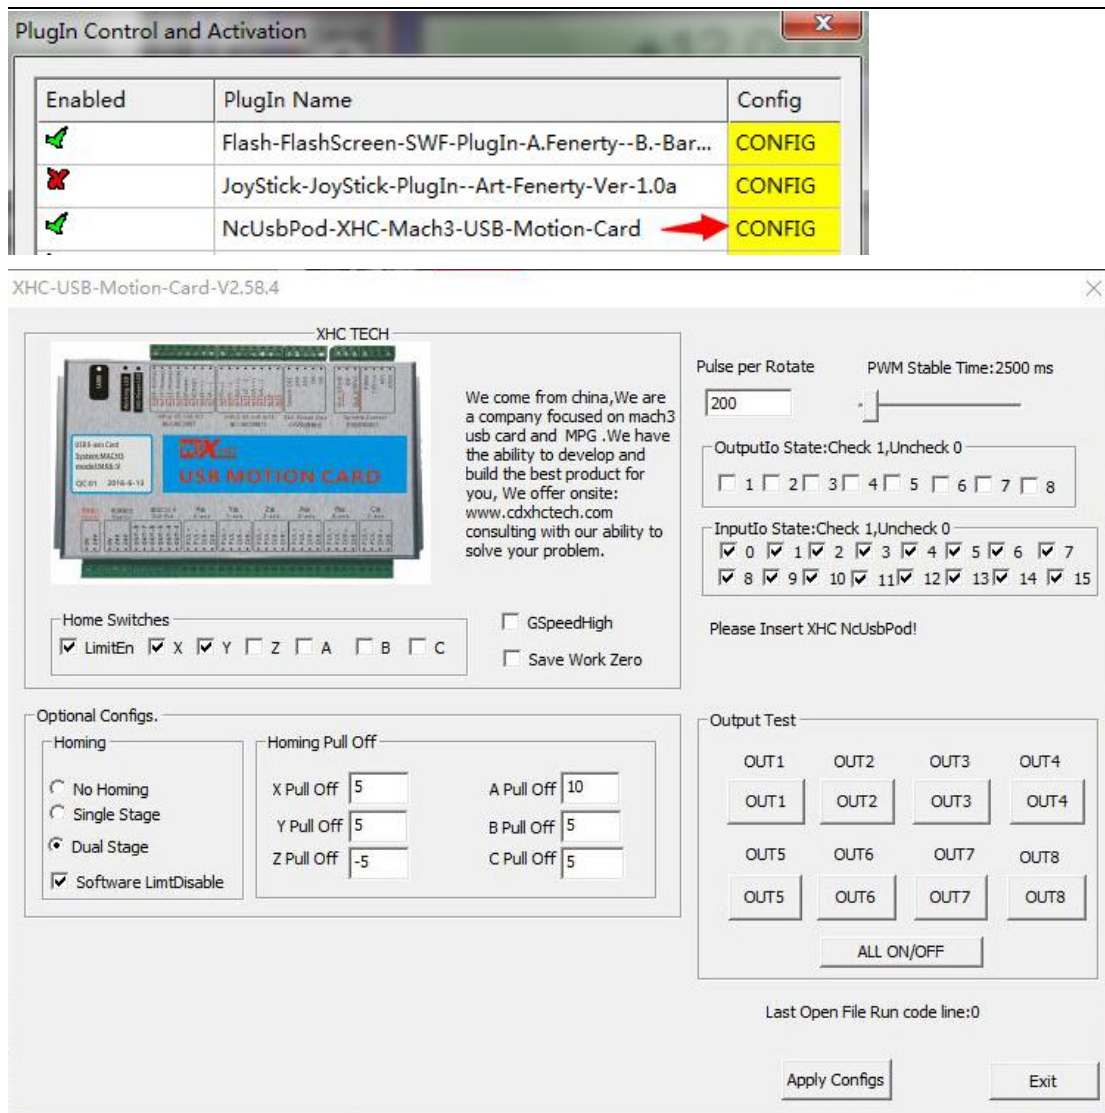 PlugIn Control and Activation
Enabled PlugIn Name Config
Flash-FlashScreen-SWF-PlugIn-A.Fenerty--B.-Bar... CONFIG
JoyStick-JoyStick-PlugIn--Art-Fenerty-Ver-1.0a CONFIG
NcUsbPod-XHC-Mach3-USB-Motion-Card CONFIG
XHC-USB-Motion-Card-V2.58.4
XHC TECH
USB MOTION CARD
QC:01 2016-6-13
We come from china,We are
a company focused on mach3
usb card and MPG .We have
the ability to develop and
build the best product for
you, We offer onsite:
www.cdxhctech.com
consulting with our ability to
solve your problem.
Home Switches
LimitEn X Y Z A B C
GSpeedHigh
Save Work Zero
Pulse per Rotate PWM Stable Time:2500 ms
200
OutputIo State:Check 1,Uncheck 0
1 2 3 4 5 6 7 8
InputIo State:Check 1,Uncheck 0
0 1 2 3 4 5 6 7
8 9 10 11 12 13 14 15
Please Insert XHC NcUsbPod!
Optional Configs.
Homing
No Homing
Single Stage
Dual Stage
Software LimtDisable
Homing Pull Off
X Pull Off 5 A Pull Off 10
Y Pull Off 5 B Pull Off 5
Z Pull Off -5 C Pull Off 5
Output Test
OUT1 OUT2 OUT3 OUT4
OUT1 OUT2 OUT3 OUT4
OUT5 OUT6 OUT7 OUT8
OUT5 OUT6 OUT7 OUT8
ALL ON/OFF
Last Open File Run code line:0
Apply Configs Exit